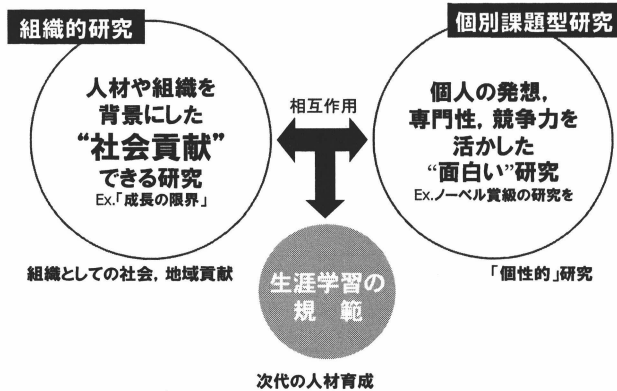 組織的研究
人材や組織を
背景にした
“社会貢献”
できる研究
Ex.「成長の限界」
組織としての社会，地域貢献
相互作用
個別課題型研究
個人の発想，
専門性，競争力を
活かした
“面白い”研究
Ex.ノーベル賞級の研究を
「個性的」研究
生涯学習の
規　範
次代の人材育成